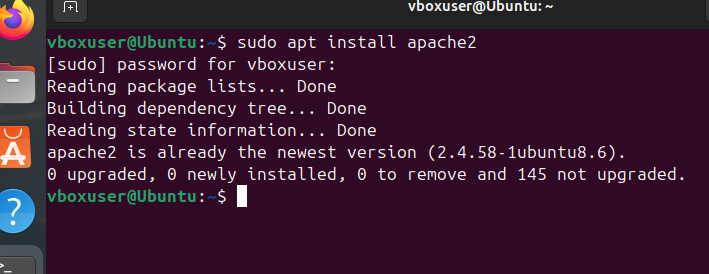 vboxuser@Ubuntu: ~
vboxuser@Ubuntu:~$ sudo apt install apache2
[sudo] password for vboxuser:
Reading package lists... Done
Building dependency tree... Done
Reading state information... Done
apache2 is already the newest version (2.4.58-1ubuntu8.6).
0 upgraded, 0 newly installed, 0 to remove and 145 not upgraded.
vboxuser@Ubuntu:~$